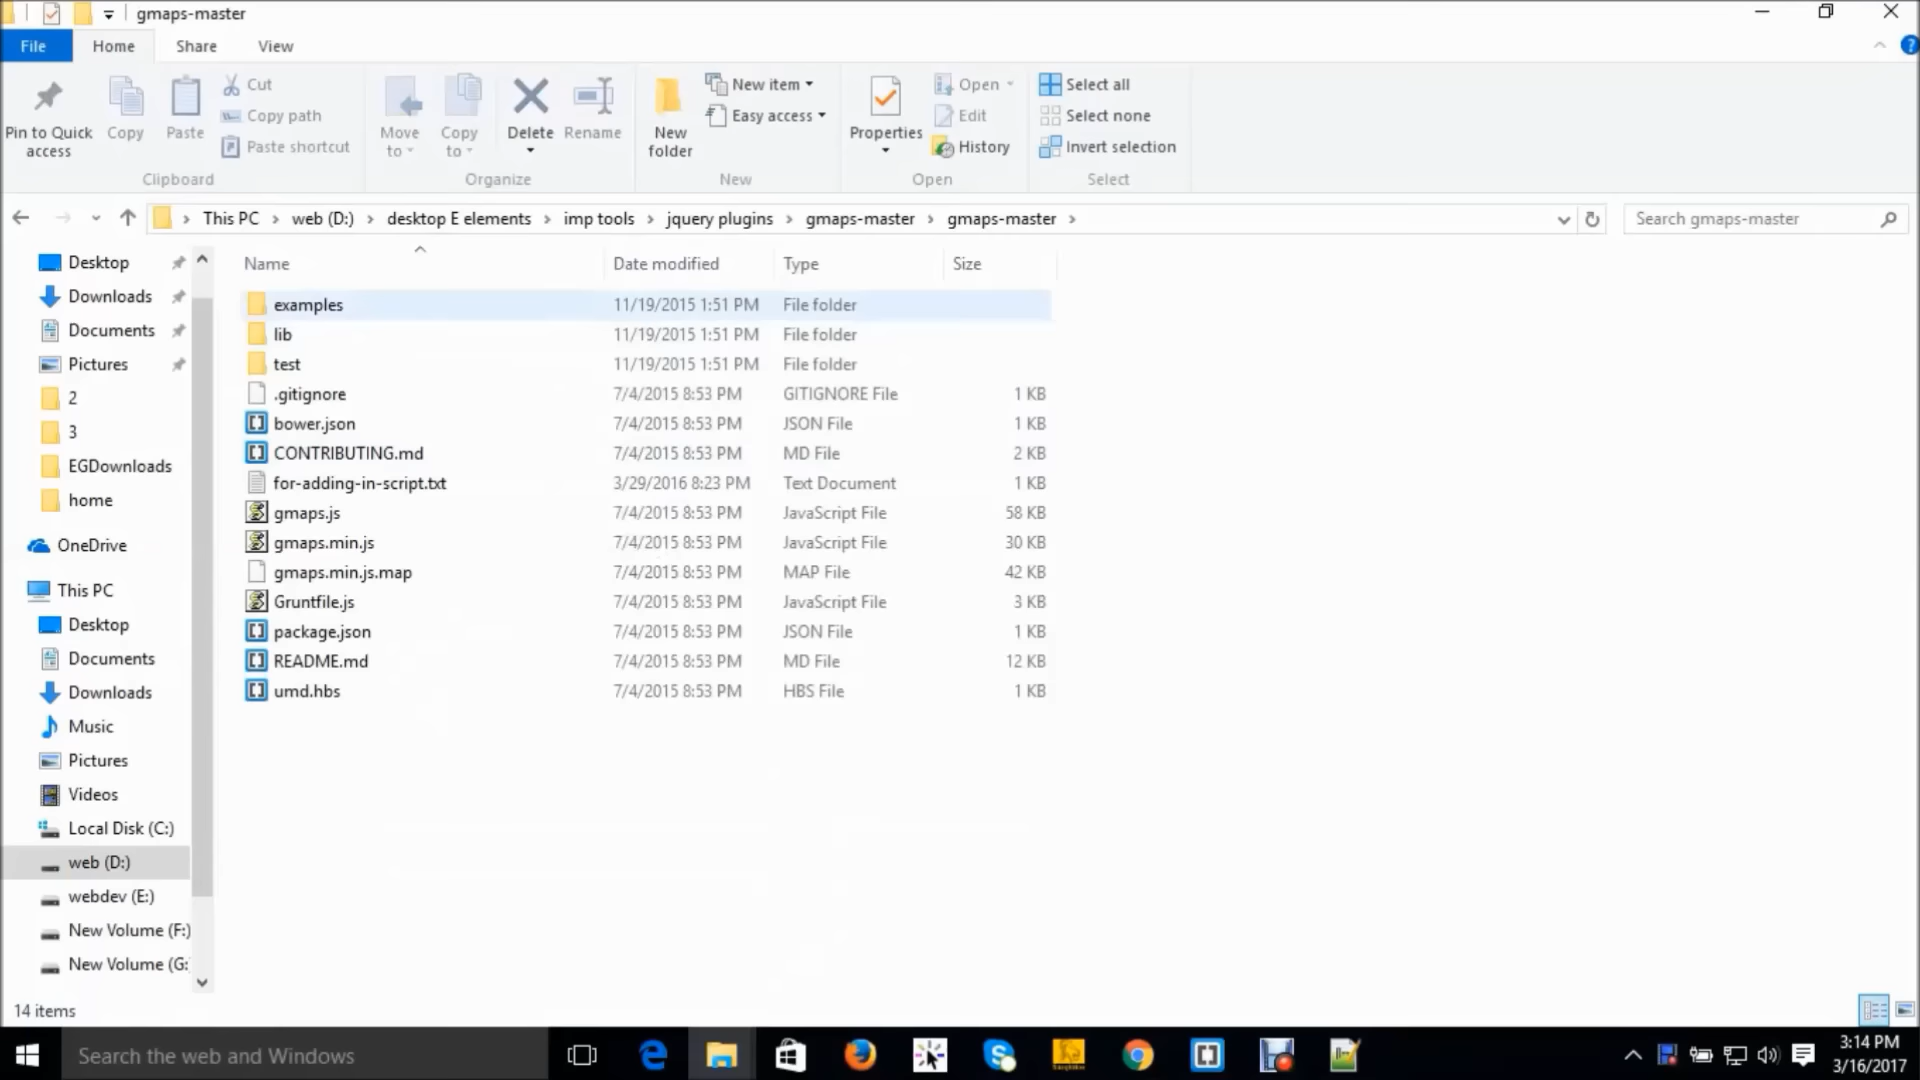 gmaps-master
File Home Share View
Pin to Quick access
Copy
Paste
Cut
Copy path
Paste shortcut
Clipboard
Move to
Copy to
Delete
Rename
Organize
New folder
New item
Easy access
New
Properties
Open
Edit
History
Open
Select all
Select none
Invert selection
Select
This PC > web (D:) > desktop E elements > imp tools > jquery plugins > gmaps-master > gmaps-master >
Search gmaps-master
Desktop
Downloads
Documents
Pictures
2
3
EGDownloads
home
OneDrive
This PC
Desktop
Documents
Downloads
Music
Pictures
Videos
Local Disk (C:)
web (D:)
webdev (E:)
New Volume (F:)
New Volume (G:
Name Date modified Type Size
examples 11/19/2015 1:51 PM File folder
lib 11/19/2015 1:51 PM File folder
test 11/19/2015 1:51 PM File folder
.gitignore 7/4/2015 8:53 PM GITIGNORE File 1 KB
bower.json 7/4/2015 8:53 PM JSON File 1 KB
CONTRIBUTING.md 7/4/2015 8:53 PM MD File 2 KB
for-adding-in-script.txt 3/29/2016 8:23 PM Text Document 1 KB
gmaps.js 7/4/2015 8:53 PM JavaScript File 58 KB
gmaps.min.js 7/4/2015 8:53 PM JavaScript File 30 KB
gmaps.min.js.map 7/4/2015 8:53 PM MAP File 42 KB
Gruntfile.js 7/4/2015 8:53 PM JavaScript File 3 KB
package.json 7/4/2015 8:53 PM JSON File 1 KB
README.md 7/4/2015 8:53 PM MD File 12 KB
umd.hbs 7/4/2015 8:53 PM HBS File 1 KB
14 items
Search the web and Windows
3:14 PM
3/16/2017